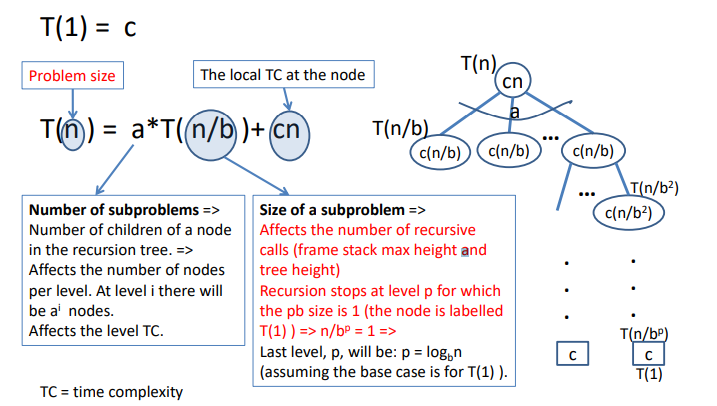 T(1) = c
Problem size
The local TC at the node
T(n) = a*T(n/b)+ cn
Number of subproblems =>
Number of children of a node
in the recursion tree. =>
Affects the number of nodes
per level. At level i there will
be aⁱ nodes.
Affects the level TC.
Size of a subproblem =>
Affects the number of recursive
calls (frame stack max height and
tree height)
Recursion stops at level p for which
the pb size is 1 (the node is labelled
T(1) ) => n/bᵖ = 1 =>
Last level, p, will be: p = log_b n
(assuming the base case is for T(1) ).
TC = time complexity
T(n)
cn
a
T(n/b)
c(n/b) c(n/b) ... c(n/b)
... T(n/b²)
c(n/b²)
. .
. .
. .
T(n/bᵖ)
c c
T(1)